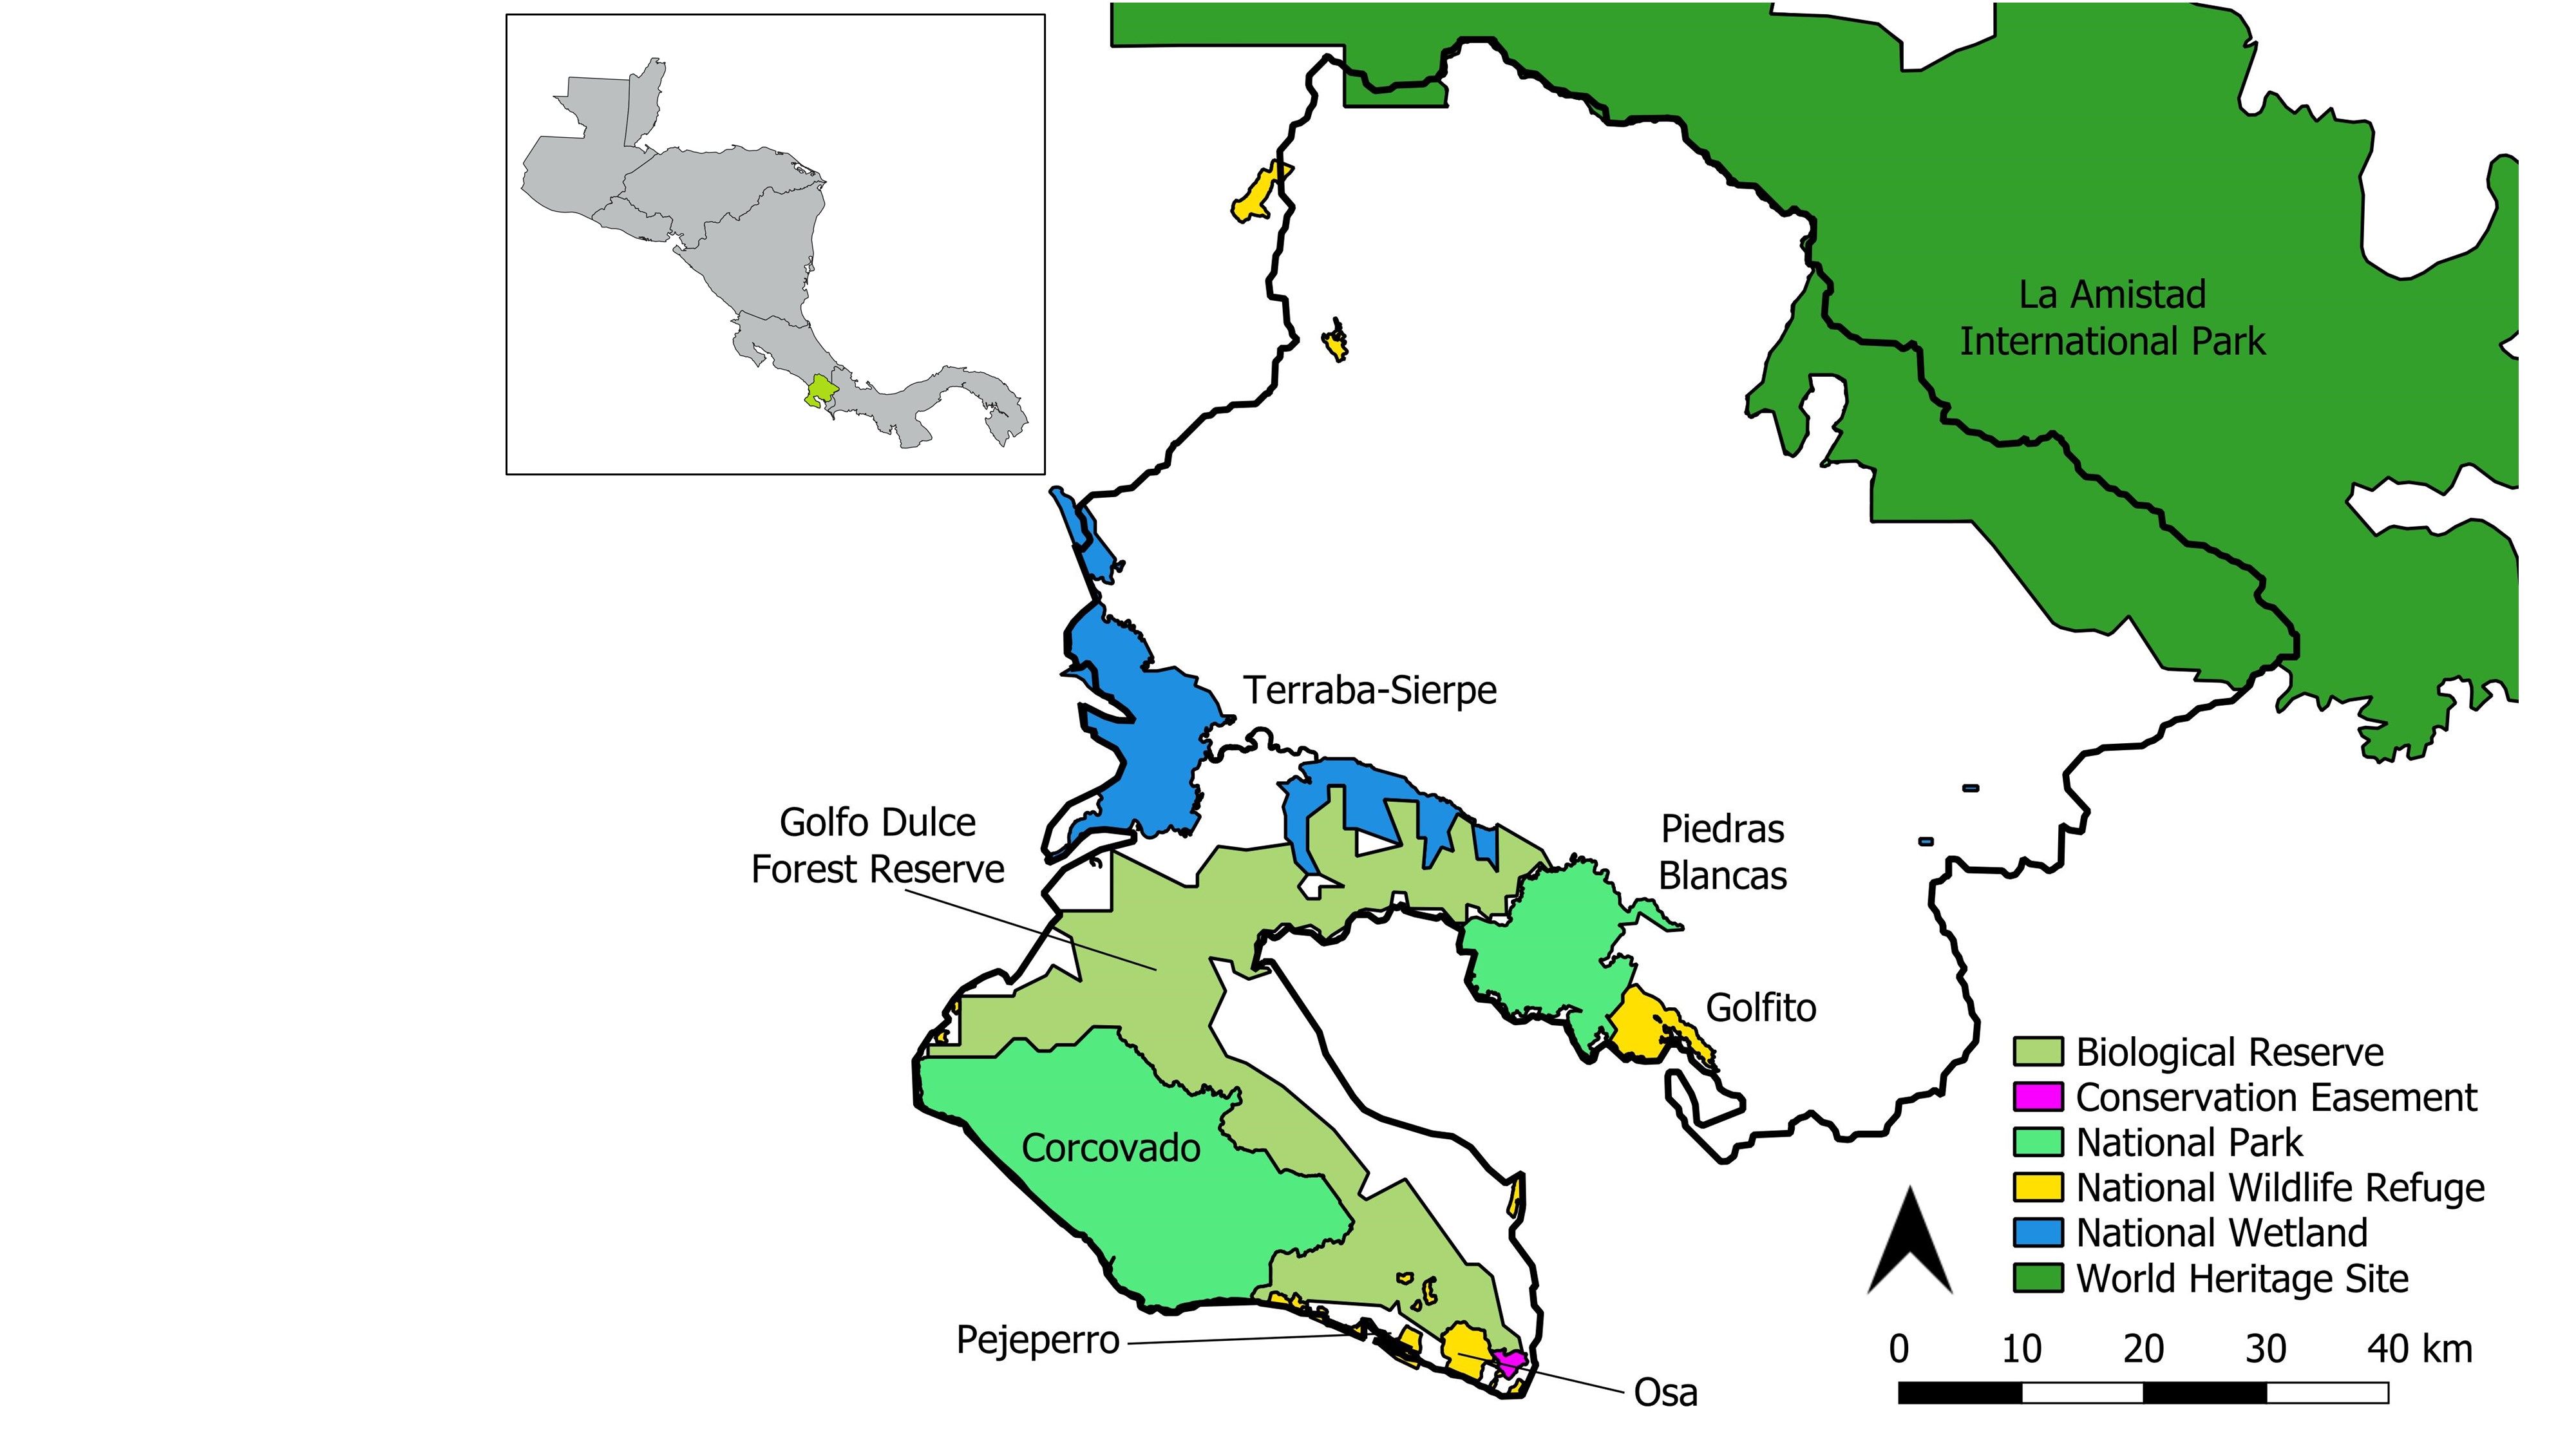 La Amistad
International Park
Terraba-Sierpe
Golfo Dulce
Forest Reserve
Piedras
Blancas
Golfito
Corcovado
Pejeperro
Osa
Biological Reserve
Conservation Easement
National Park
National Wildlife Refuge
National Wetland
World Heritage Site
0 10 20 30 40 km